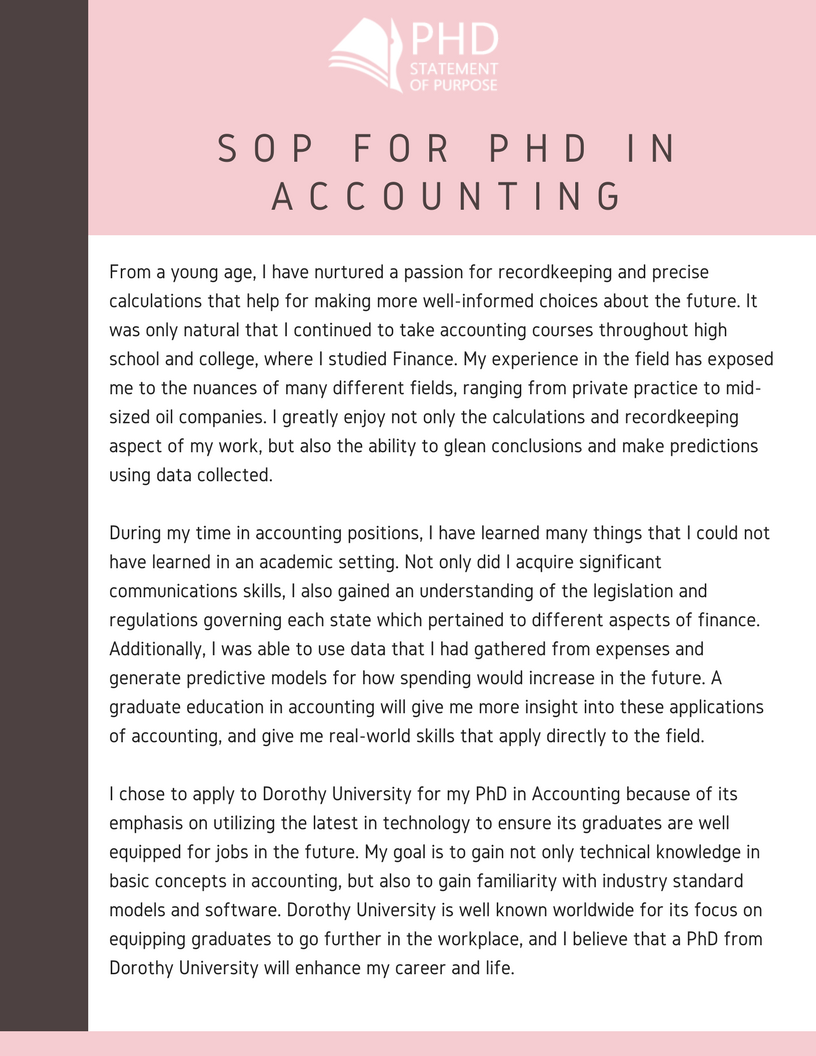 PHD
STATEMENT
OF PURPOSE
SOP FOR PHD IN
ACCOUNTING
From a young age, I have nurtured a passion for recordkeeping and precise
calculations that help for making more well-informed choices about the future. It
was only natural that I continued to take accounting courses throughout high
school and college, where I studied Finance. My experience in the field has exposed
me to the nuances of many different fields, ranging from private practice to mid-
sized oil companies. I greatly enjoy not only the calculations and recordkeeping
aspect of my work, but also the ability to glean conclusions and make predictions
using data collected.
During my time in accounting positions, I have learned many things that I could not
have learned in an academic setting. Not only did I acquire significant
communications skills, I also gained an understanding of the legislation and
regulations governing each state which pertained to different aspects of finance.
Additionally, I was able to use data that I had gathered from expenses and
generate predictive models for how spending would increase in the future. A
graduate education in accounting will give me more insight into these applications
of accounting, and give me real-world skills that apply directly to the field.
I chose to apply to Dorothy University for my PhD in Accounting because of its
emphasis on utilizing the latest in technology to ensure its graduates are well
equipped for jobs in the future. My goal is to gain not only technical knowledge in
basic concepts in accounting, but also to gain familiarity with industry standard
models and software. Dorothy University is well known worldwide for its focus on
equipping graduates to go further in the workplace, and I believe that a PhD from
Dorothy University will enhance my career and life.